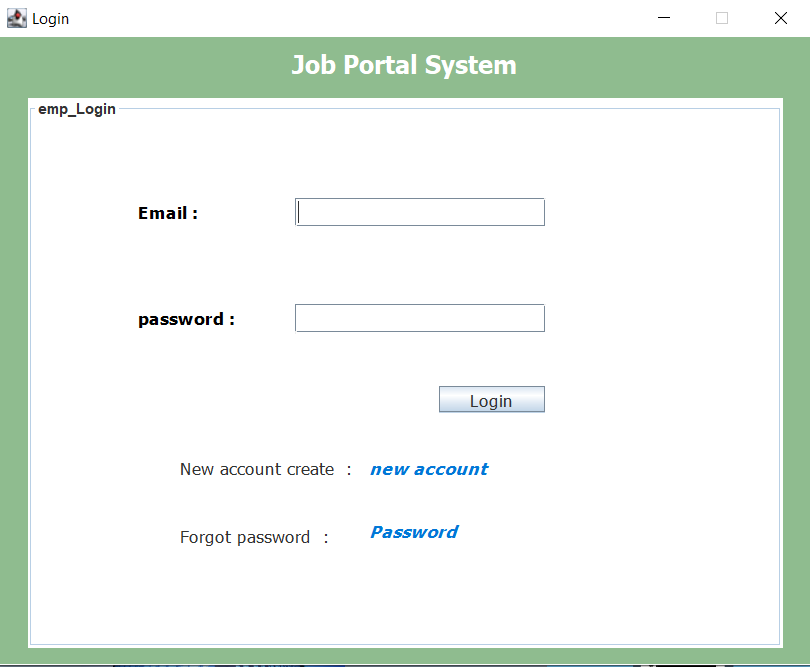 Login
Job Portal System
emp_Login
Email :
password :
Login
New account create : new account
Forgot password : Password